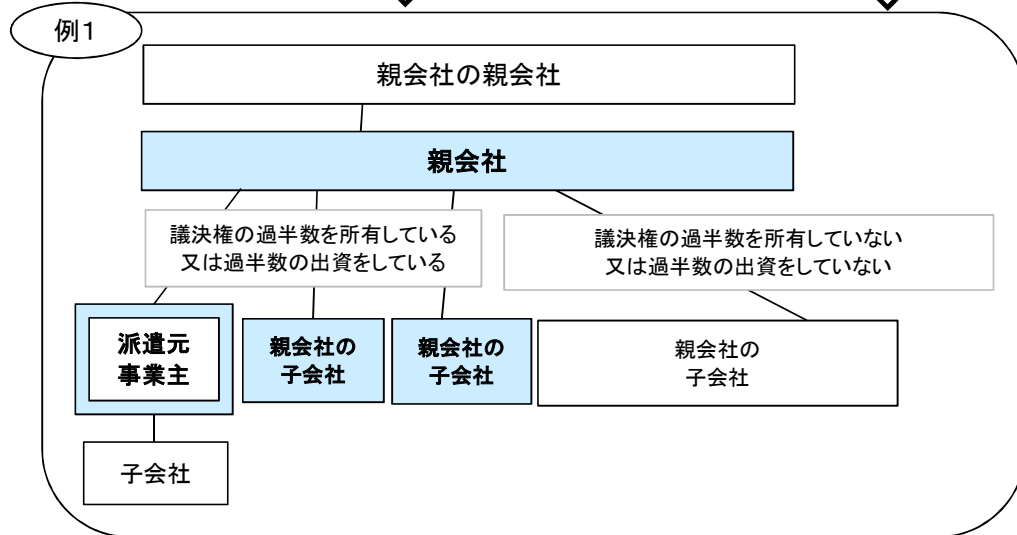 例1
親会社の親会社
親会社
議決権の過半数を所有している
又は過半数の出資をしている
議決権の過半数を所有していない
又は過半数の出資をしていない
派遣元
事業主
親会社の
子会社
親会社の
子会社
親会社の
子会社
子会社